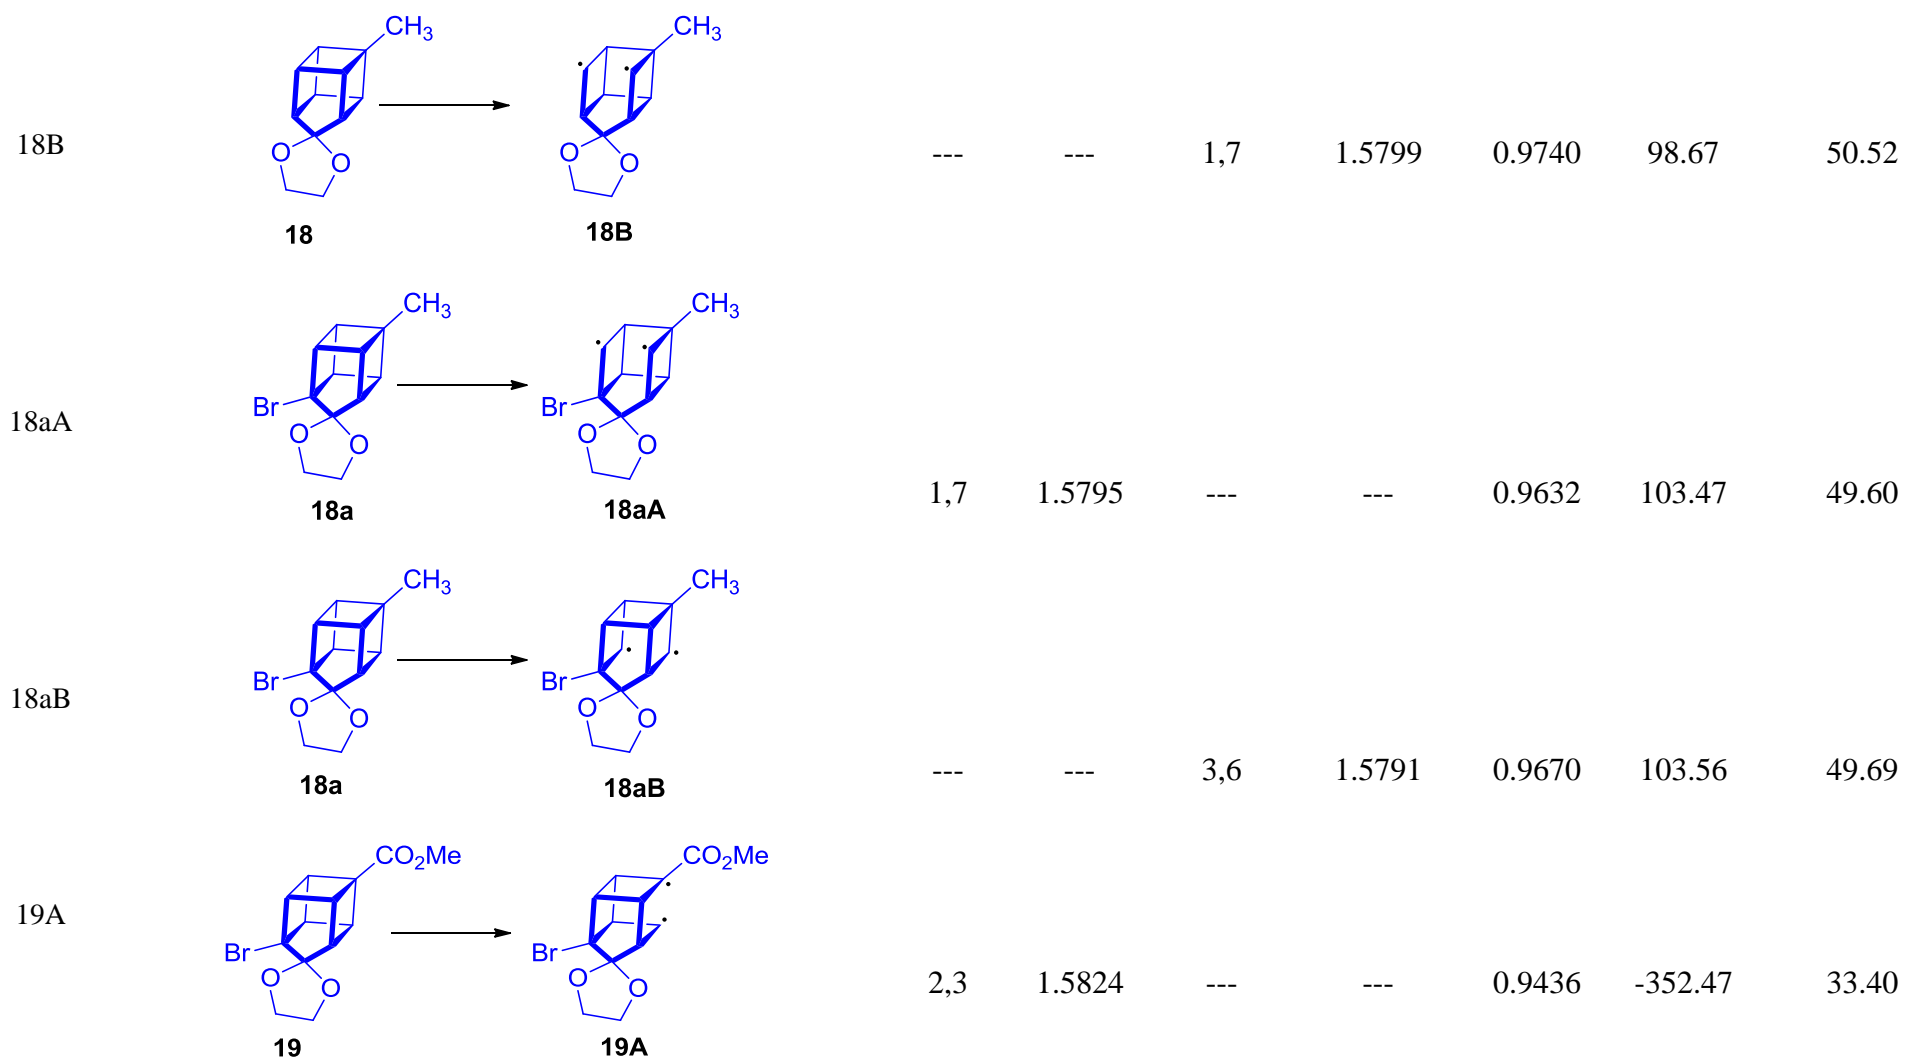 CH3 CH3
18B O O O O --- --- 1,7 1.5799 0.9740 98.67 50.52
18 18B
CH3 CH3
18aA Br O O Br O O
18a 18aA 1,7 1.5795 --- --- 0.9632 103.47 49.60
CH3 CH3
18aB Br O O Br O O
18a 18aB --- --- 3,6 1.5791 0.9670 103.56 49.69
CO2Me CO2Me
19A Br O O Br O O
19 19A 2,3 1.5824 --- --- 0.9436 -352.47 33.40